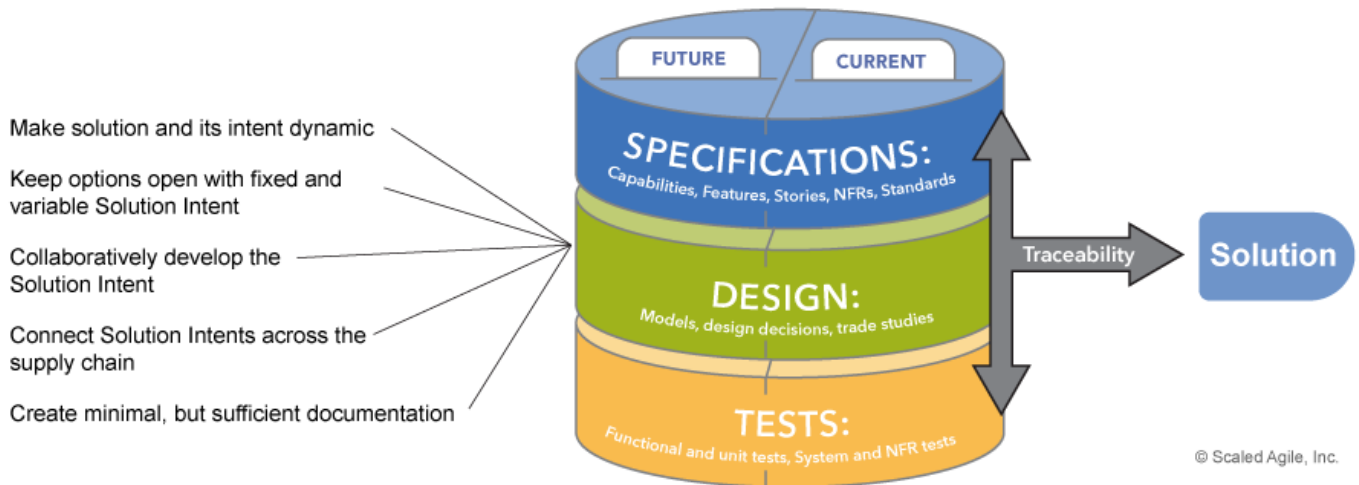 Make solution and its intent dynamic
Keep options open with fixed and
variable Solution Intent
Collaboratively develop the
Solution Intent
Connect Solution Intents across the
supply chain
Create minimal, but sufficient documentation
FUTURE
CURRENT
SPECIFICATIONS:
Capabilities, Features, Stories, NFRs, Standards
DESIGN:
Models, design decisions, trade studies
TESTS:
Functional and unit tests, System and NFR tests
Traceability
Solution
© Scaled Agile, Inc.